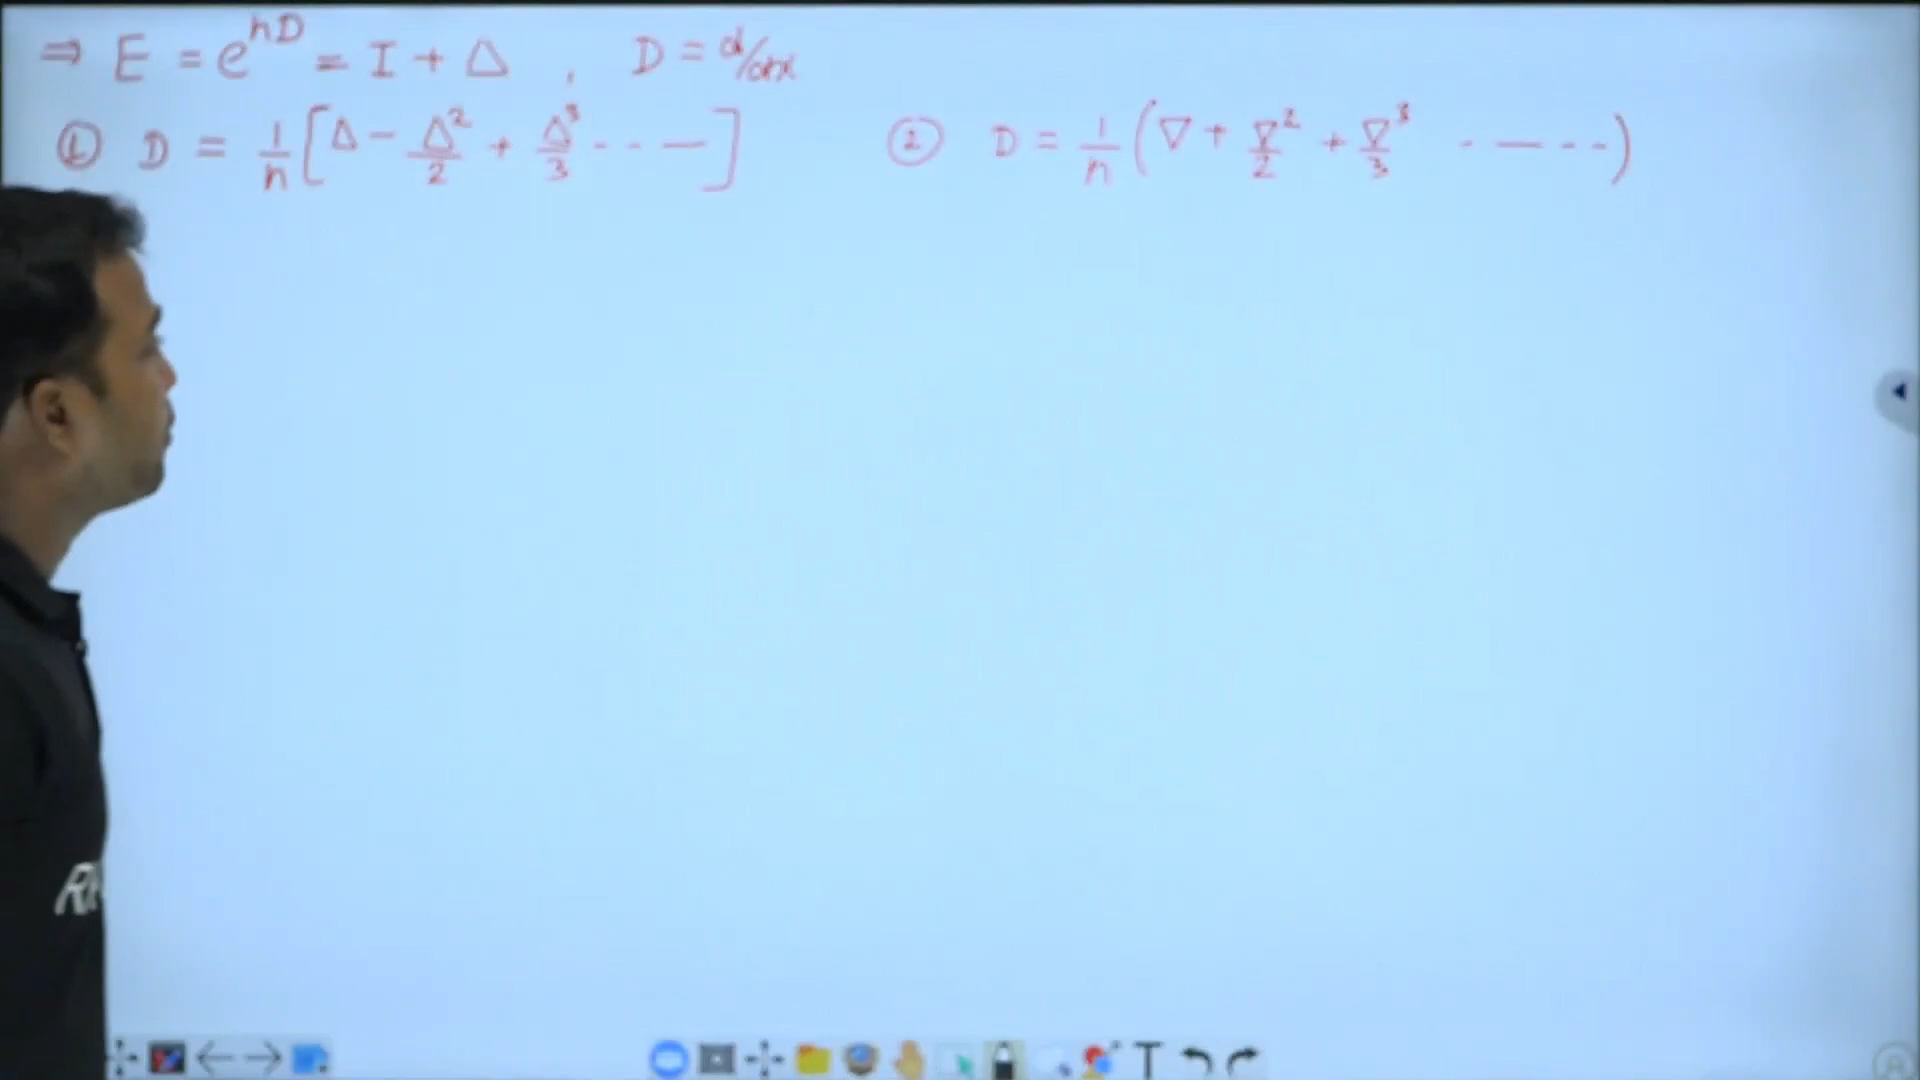 ⇒ E = e^{hD} = I + Δ , D = d/dx
① D = 1/h [Δ - Δ²/2 + Δ³/3 - - - —] ② D = 1/h (∇ + ∇²/2 + ∇³/3 - — - - -)